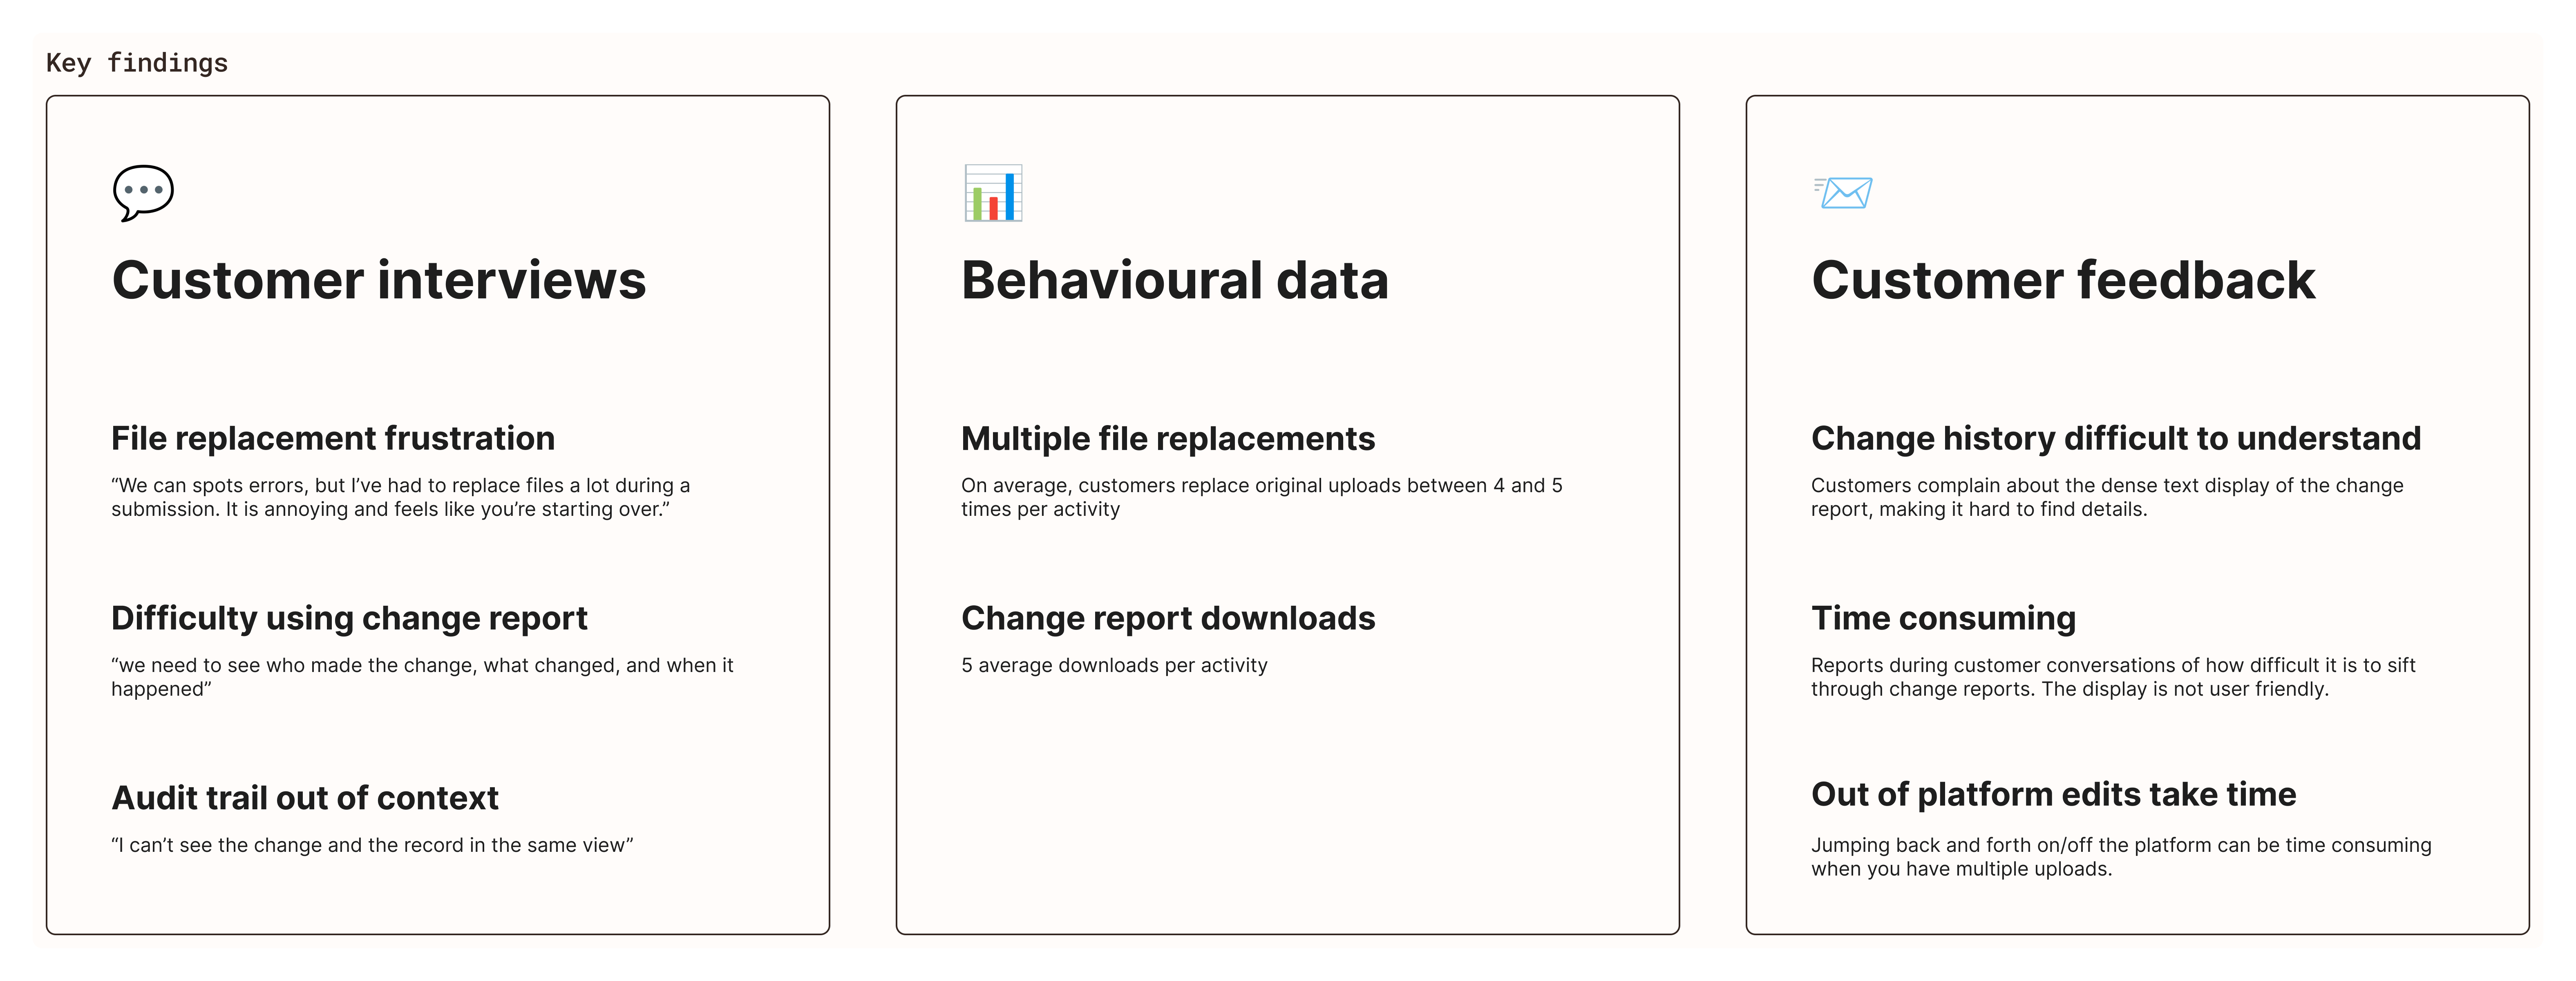 Key findings
Customer interviews
File replacement frustration
“We can spots errors, but I’ve had to replace files a lot during a
submission. It is annoying and feels like you’re starting over.”
Difficulty using change report
“we need to see who made the change, what changed, and when it
happened”
Audit trail out of context
“I can’t see the change and the record in the same view”
Behavioural data
Multiple file replacements
On average, customers replace original uploads between 4 and 5
times per activity
Change report downloads
5 average downloads per activity
Customer feedback
Change history difficult to understand
Customers complain about the dense text display of the change
report, making it hard to find details.
Time consuming
Reports during customer conversations of how difficult it is to sift
through change reports. The display is not user friendly.
Out of platform edits take time
Jumping back and forth on/off the platform can be time consuming
when you have multiple uploads.